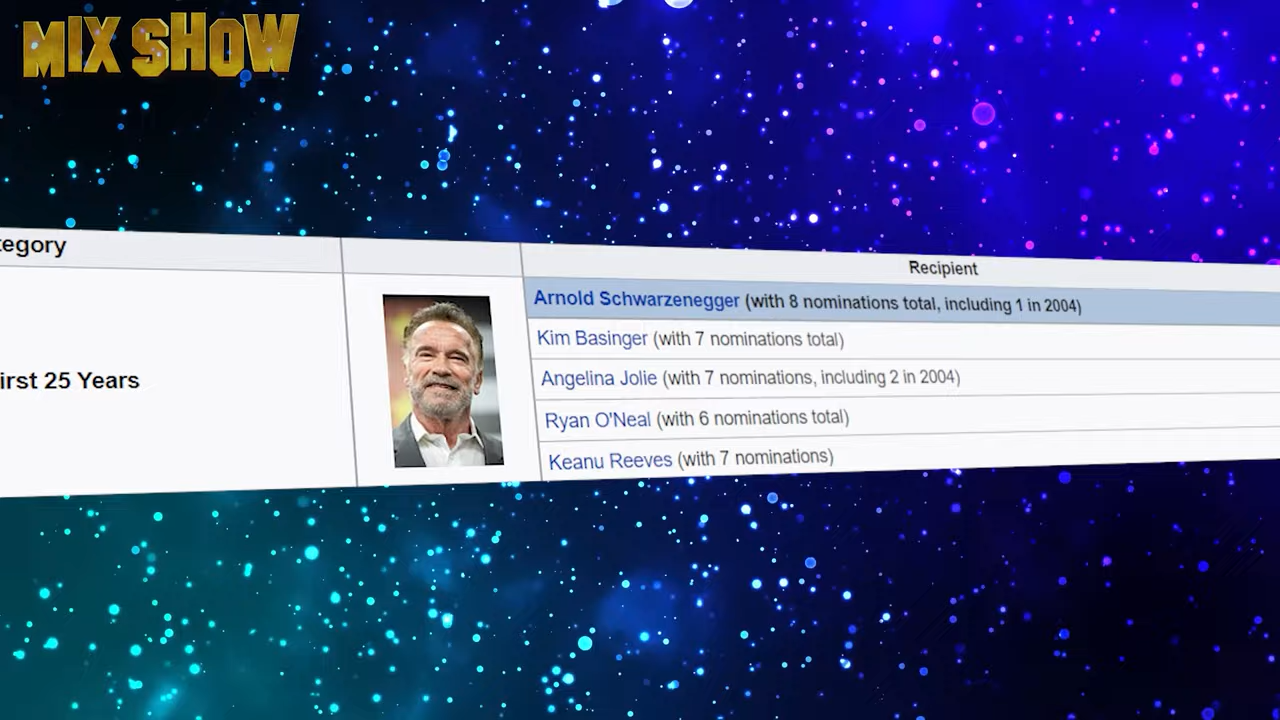 MIX SHOW
tegory
Recipient
Arnold Schwarzenegger (with 8 nominations total, including 1 in 2004)
Kim Basinger (with 7 nominations total)
Angelina Jolie (with 7 nominations, including 2 in 2004)
irst 25 Years
Ryan O'Neal (with 6 nominations total)
Keanu Reeves (with 7 nominations)